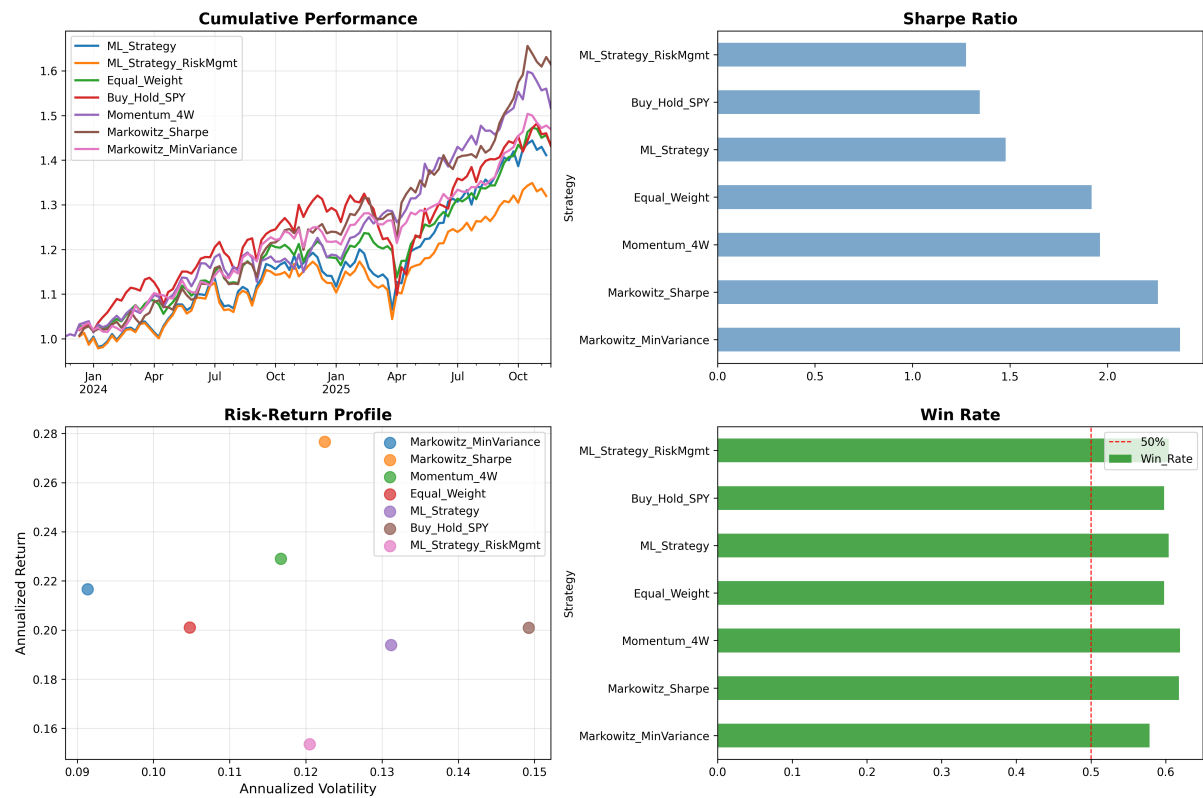 Cumulative Performance
ML_Strategy
ML_Strategy_RiskMgmt
Equal_Weight
Buy_Hold_SPY
Momentum_4W
Markowitz_Sharpe
Markowitz_MinVariance
1.6
1.5
1.4
1.3
1.2
1.1
1.0
Jan
2024
Apr
Jul
Oct
Jan
2025
Apr
Jul
Oct
Sharpe Ratio
Strategy
ML_Strategy_RiskMgmt
Buy_Hold_SPY
ML_Strategy
Equal_Weight
Momentum_4W
Markowitz_Sharpe
Markowitz_MinVariance
0.0 0.5 1.0 1.5 2.0
Risk-Return Profile
Annualized Return
0.28
0.26
0.24
0.22
0.20
0.18
0.16
Markowitz_MinVariance
Markowitz_Sharpe
Momentum_4W
Equal_Weight
ML_Strategy
Buy_Hold_SPY
ML_Strategy_RiskMgmt
0.09 0.10 0.11 0.12 0.13 0.14 0.15
Annualized Volatility
Win Rate
Strategy
ML_Strategy_RiskMgmt
Buy_Hold_SPY
ML_Strategy
Equal_Weight
Momentum_4W
Markowitz_Sharpe
Markowitz_MinVariance
50%
Win_Rate
0.0 0.1 0.2 0.3 0.4 0.5 0.6